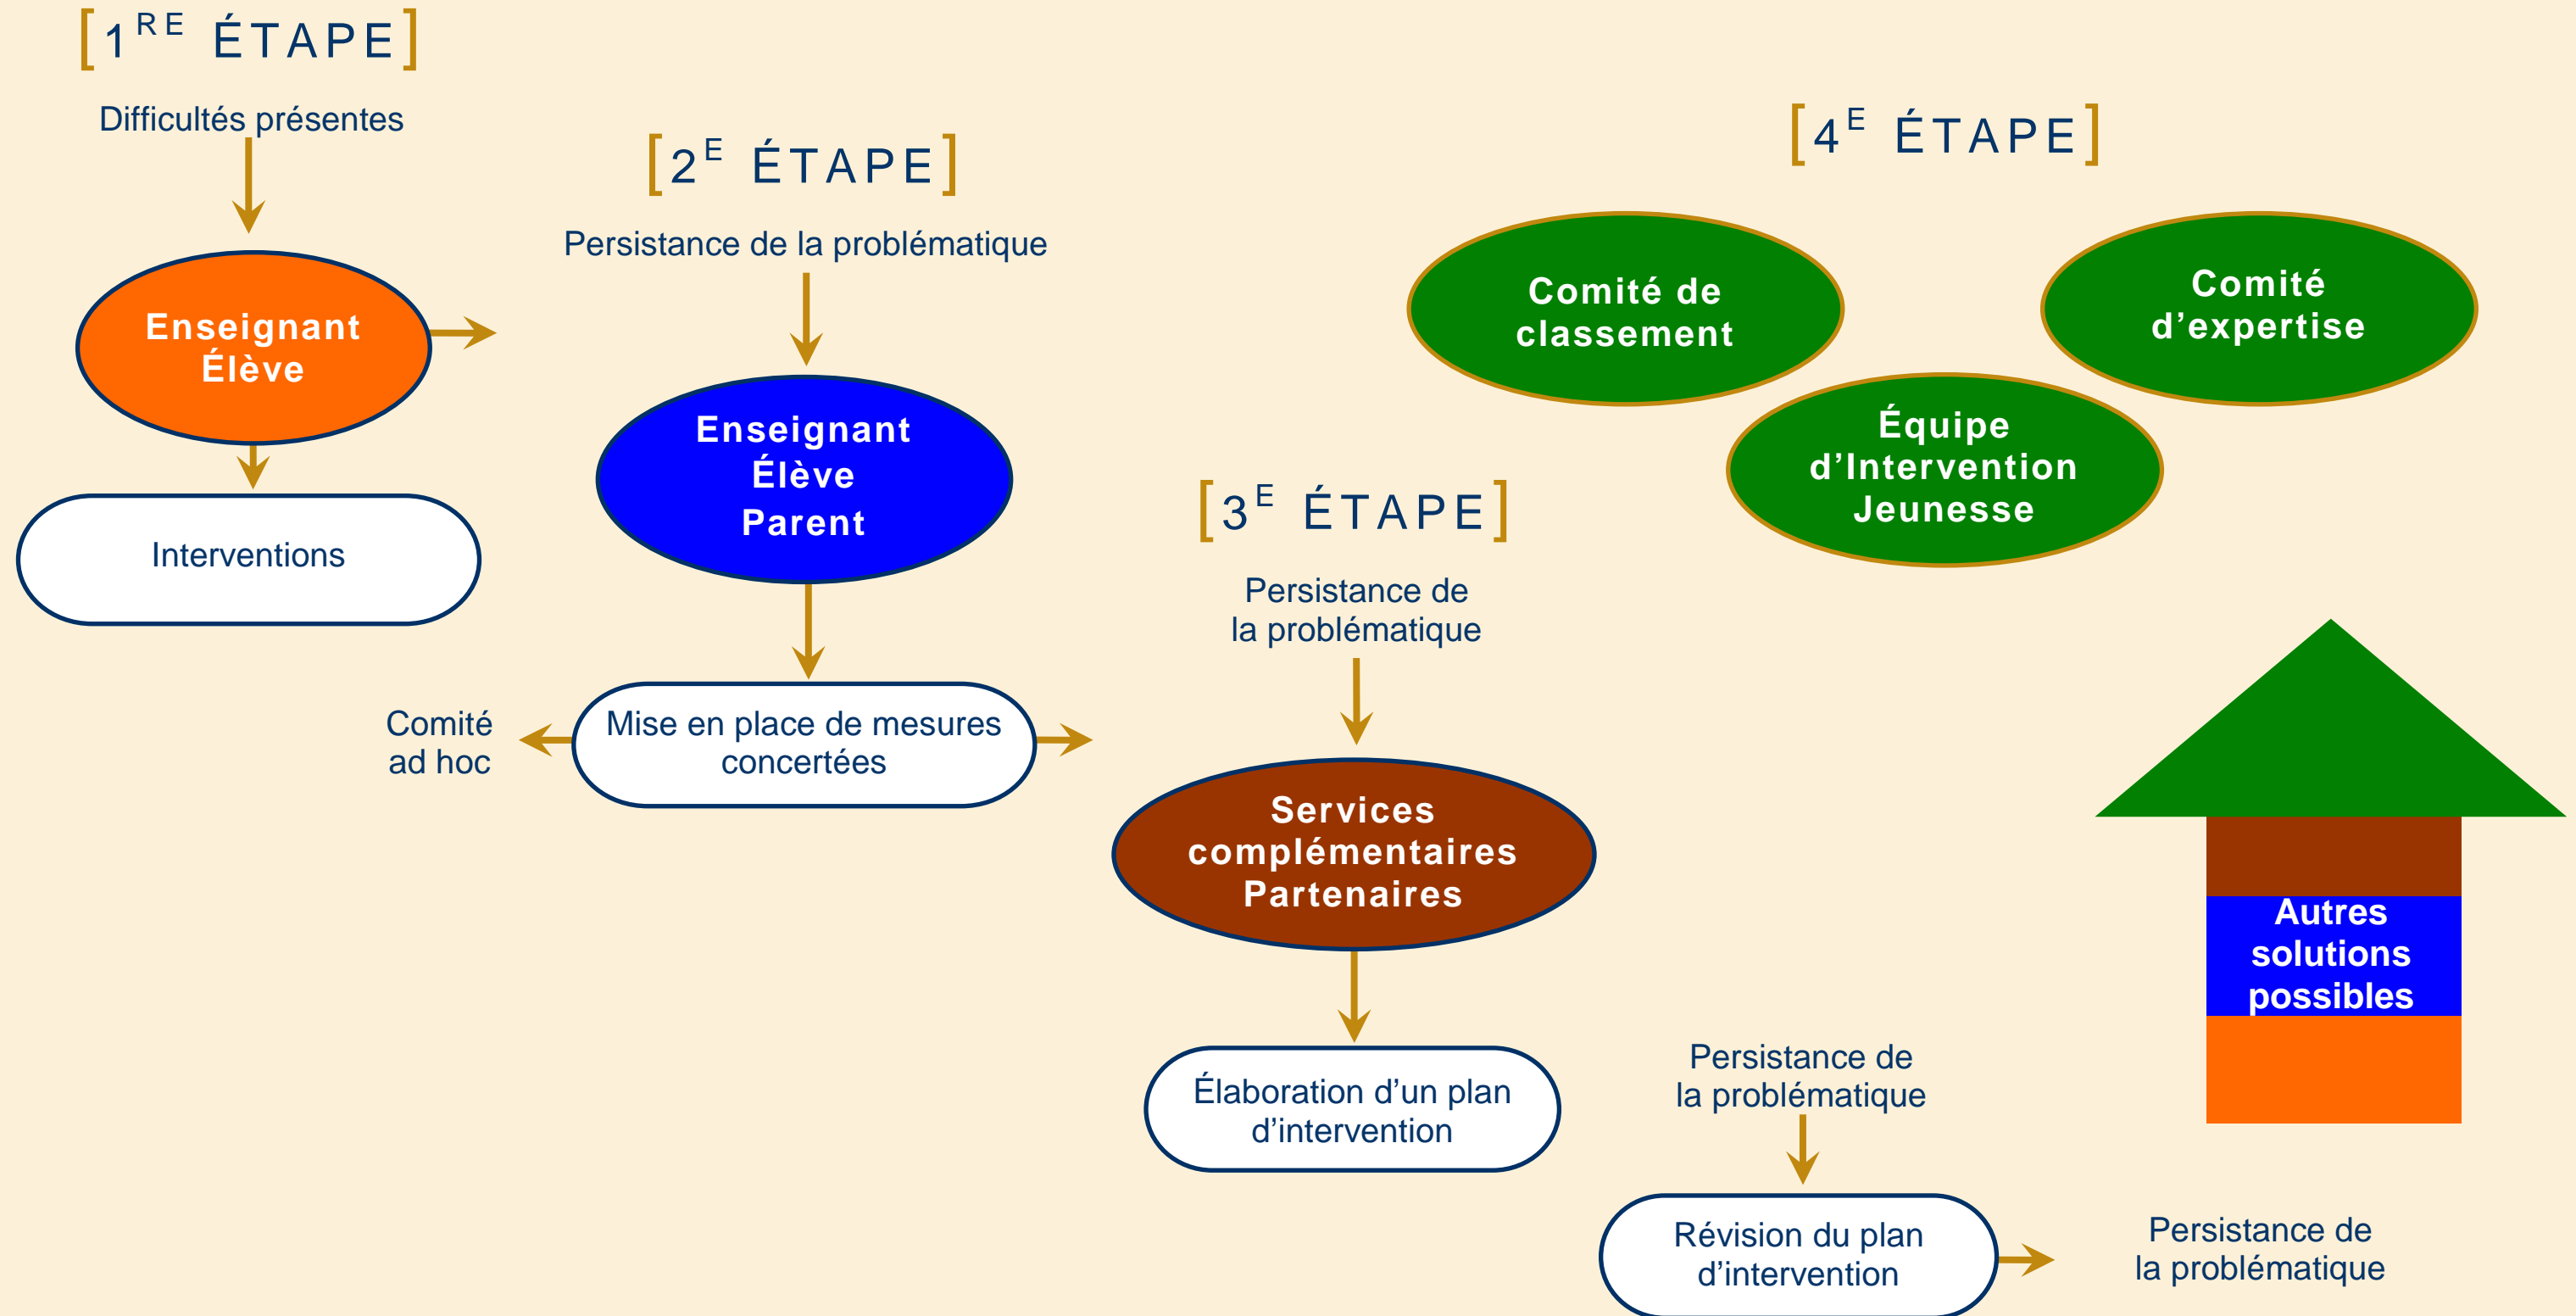 [1RE ÉTAPE]
Difficultés présentes
Enseignant
Élève
Interventions
[2E ÉTAPE]
Persistance de la problématique
Enseignant
Élève
Parent
Mise en place de mesures
concertées
Comité
ad hoc
[3E ÉTAPE]
Persistance de
la problématique
Services
complémentaires
Partenaires
Élaboration d’un plan
d’intervention
Persistance de
la problématique
Révision du plan
d’intervention
Persistance de
la problématique
[4E ÉTAPE]
Comité de
classement
Comité
d’expertise
Équipe
d’Intervention
Jeunesse
Autres
solutions
possibles